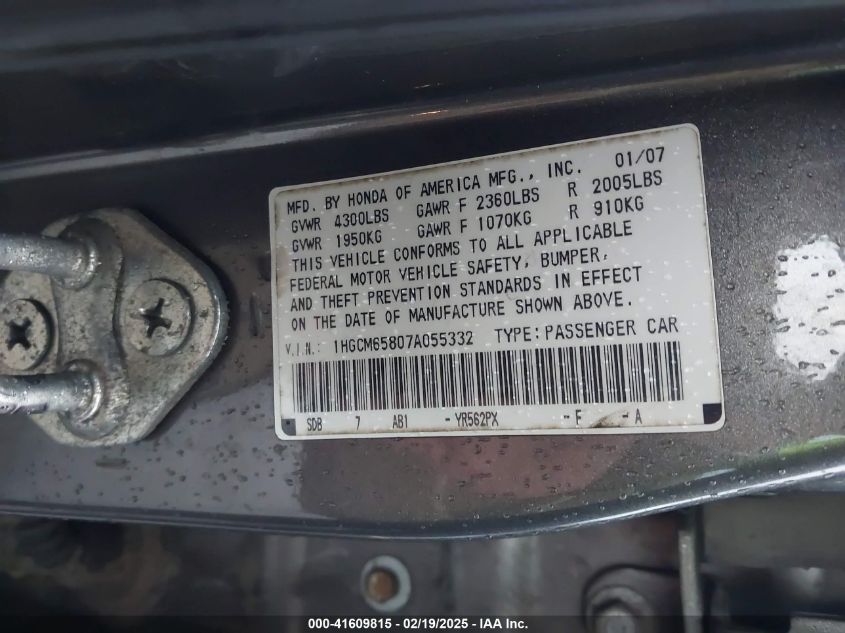 MFD. BY HONDA OF AMERICA MFG., INC. 01/07
GVWR 4300LBS GAWR F 2360LBS R 2005LBS
GVWR 1950KG GAWR F 1070KG R 910KG
THIS VEHICLE CONFORMS TO ALL APPLICABLE
FEDERAL MOTOR VEHICLE SAFETY, BUMPER,
AND THEFT PREVENTION STANDARDS IN EFFECT
ON THE DATE OF MANUFACTURE SHOWN ABOVE.
V.I.N.: 1HGCM65807A055332 TYPE:PASSENGER CAR
SDB 7 AB1 -YR562PX -F -A
000-41609815 - 02/19/2025 - IAA Inc.